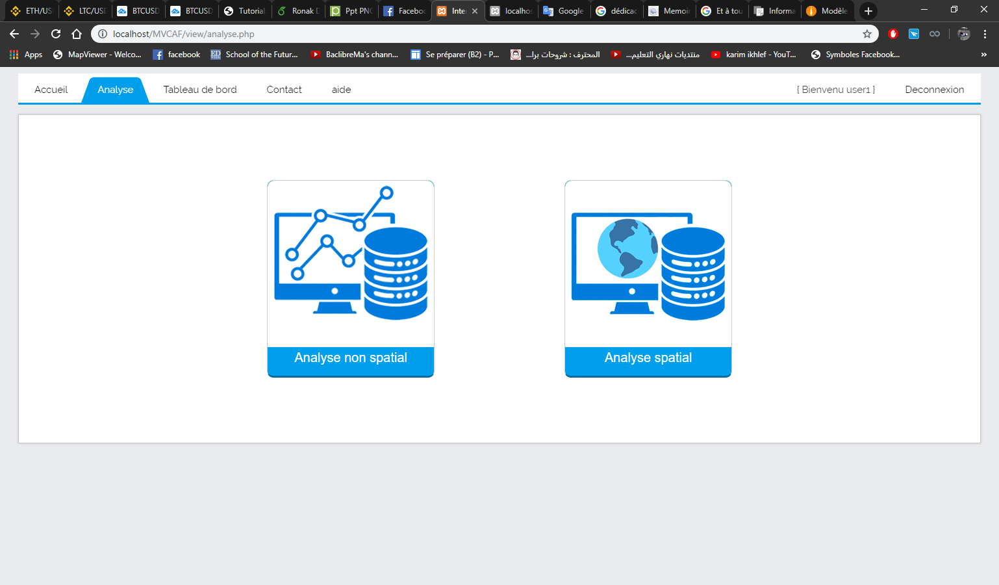 ETH/US LTC/USD BTCUSD BTCUSD Tutorial Ronak D Ppt PNG Faceboo Inte localhos Google dédicac Memoir Et à tou Informa Modèle
localhost/MVCAF/view/analyse.php
Apps MapViewer - Welco... facebook School of the Futur... BaclibreMa's chann... Se préparer (B2) - P... المحترف : شروحات برا... منتديات نهاري التعليم... karim ikhlef - YouT... Symboles Facebook... »
Accueil Analyse Tableau de bord Contact aide { Bienvenu user1 } Deconnexion
Analyse non spatial
Analyse spatial